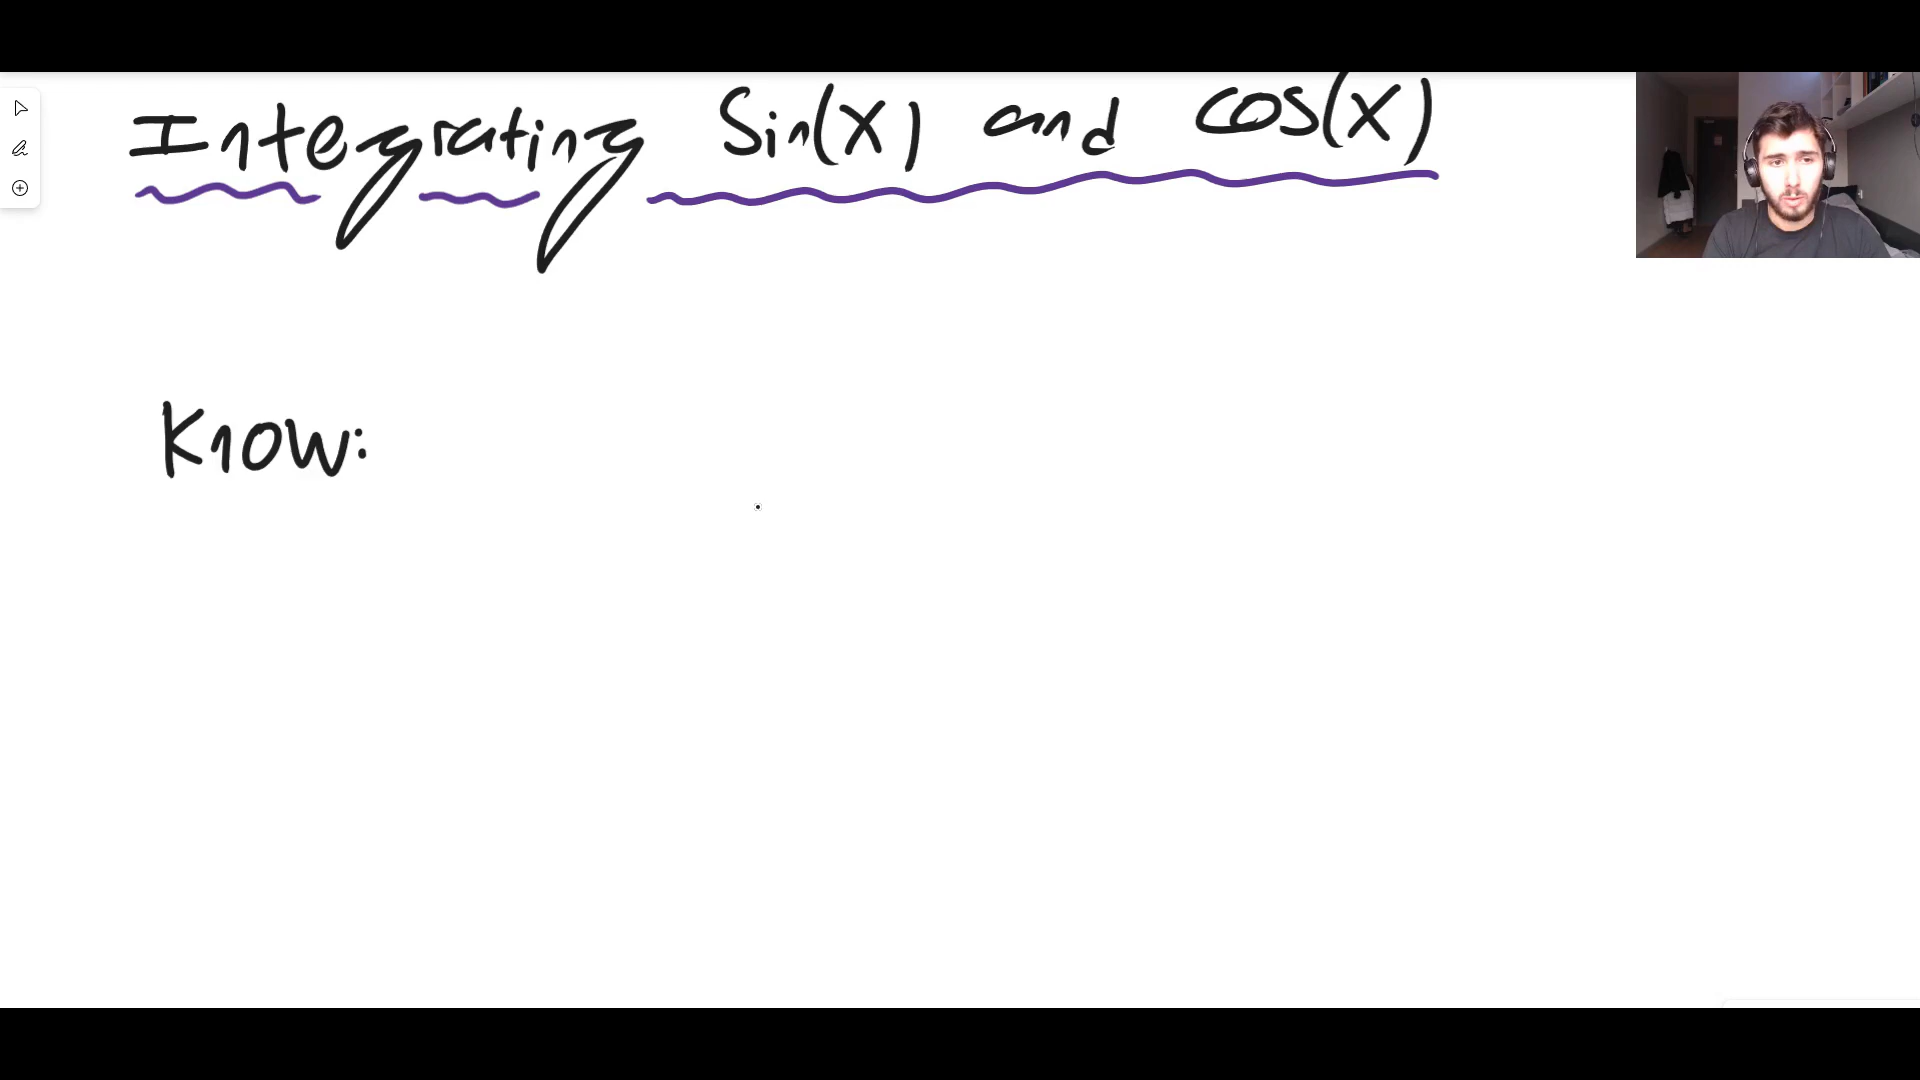 Integrating Sin(x) and cos(x)
Know: